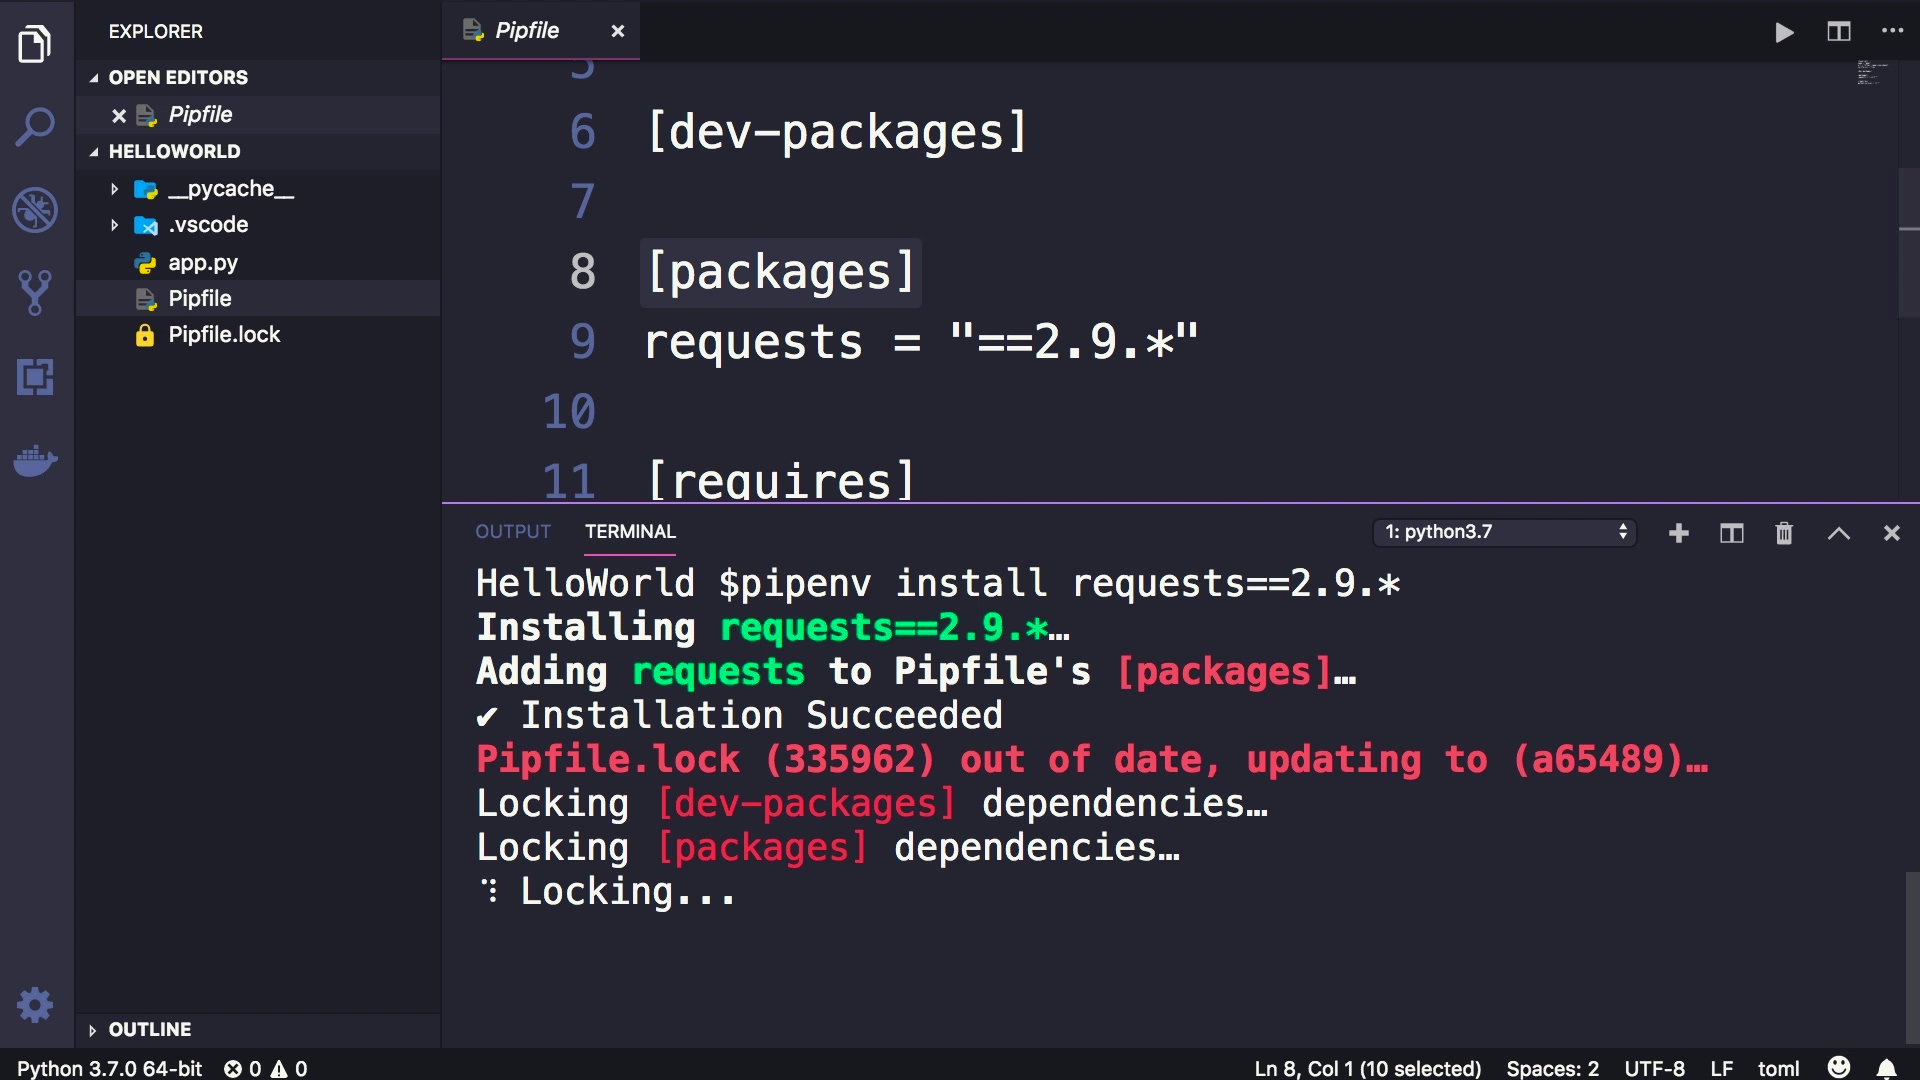 EXPLORER
OPEN EDITORS
Pipfile
HELLOWORLD
__pycache__
.vscode
app.py
Pipfile
Pipfile.lock
OUTLINE
Pipfile
5
6 [dev-packages]
7
8 [packages]
9 requests = "==2.9.*"
10
11 [requires]
OUTPUT TERMINAL 1: python3.7
HelloWorld $pipenv install requests==2.9.*
Installing requests==2.9.*…
Adding requests to Pipfile's [packages]…
✔ Installation Succeeded
Pipfile.lock (335962) out of date, updating to (a65489)…
Locking [dev-packages] dependencies…
Locking [packages] dependencies…
⠹ Locking...
Python 3.7.0 64-bit 0 0 Ln 8, Col 1 (10 selected) Spaces: 2 UTF-8 LF toml